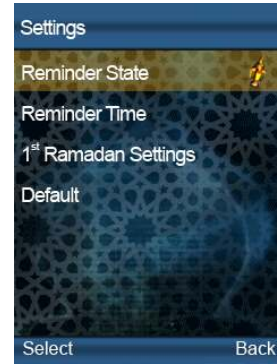 Settings
Reminder State
Reminder Time
1st Ramadan Settings
Default
Select Back